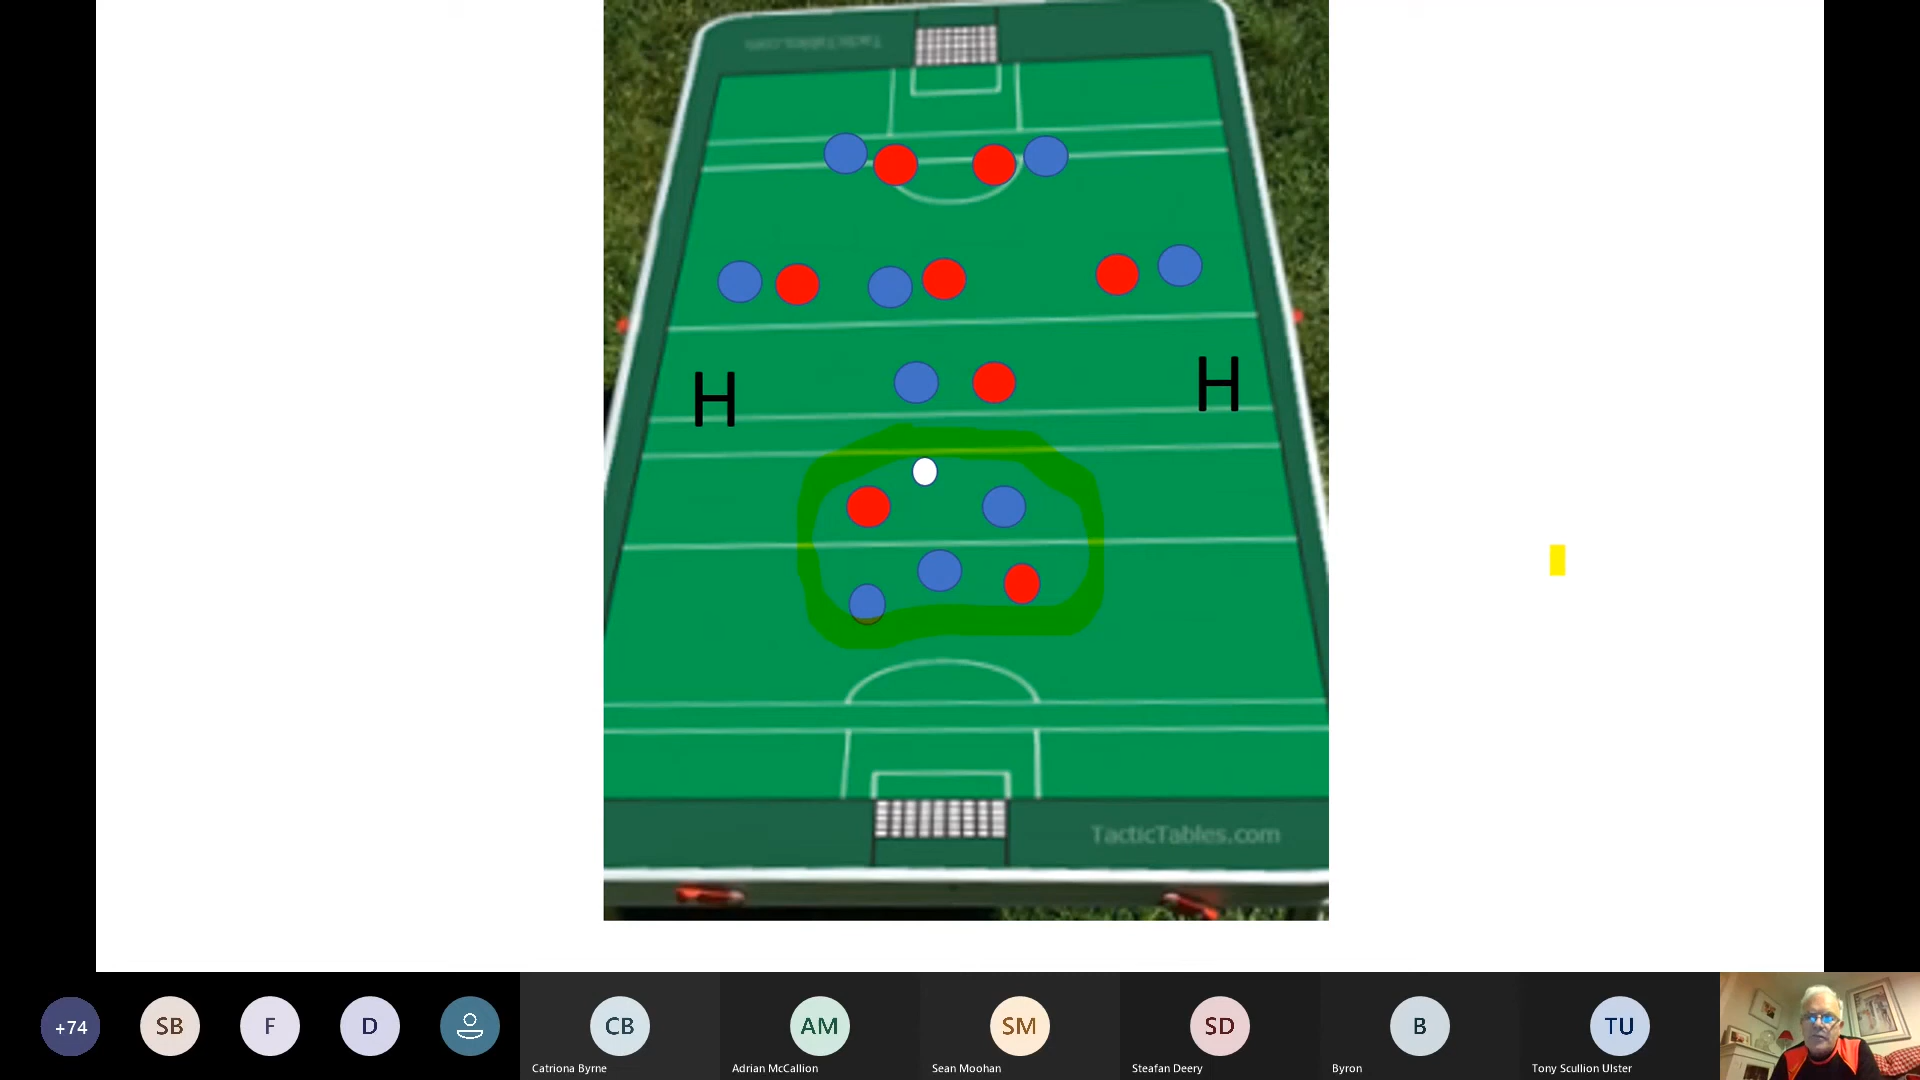 H
H
TacticTables.com
+74
SB
F
D
CB
AM
SM
SD
B
TU
Catriona Byrne
Adrian McCallion
Sean Moohan
Steafan Deery
Byron
Tony Scullion Ulster